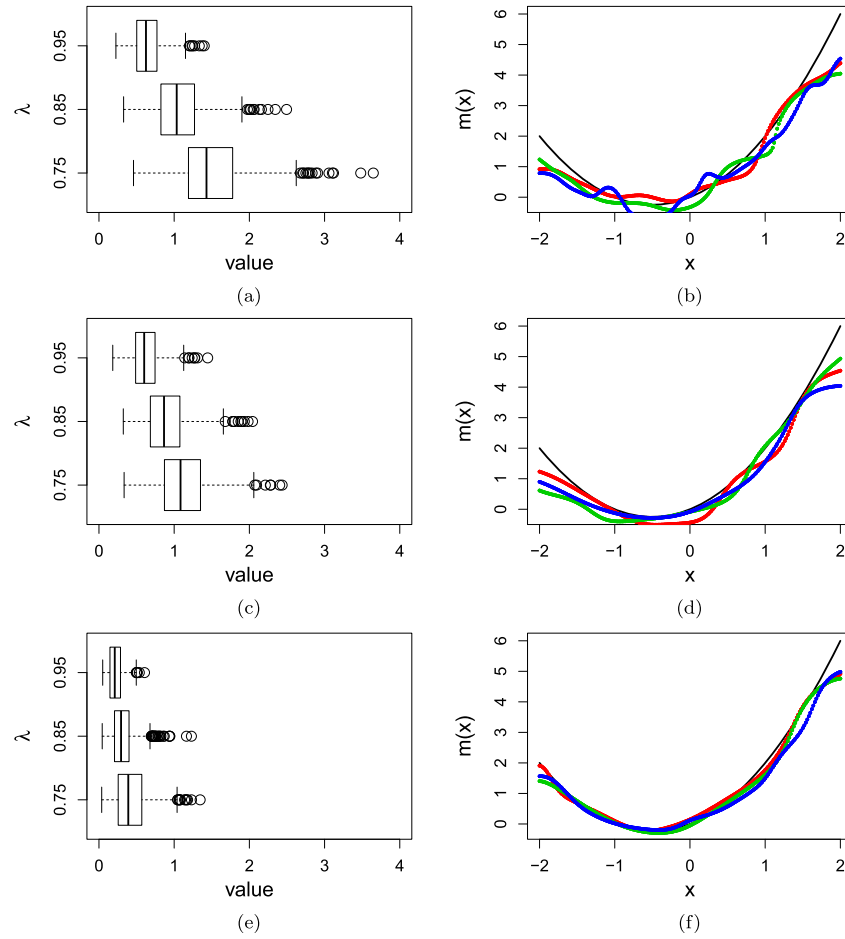 0.95
0.85
0.75
λ
0 1 2 3 4
value
(a)
6
5
4
3
2
1
0
m(x)
−2 −1 0 1 2
x
(b)
0.95
0.85
0.75
λ
0 1 2 3 4
value
(c)
6
5
4
3
2
1
0
m(x)
−2 −1 0 1 2
x
(d)
0.95
0.85
0.75
λ
0 1 2 3 4
value
(e)
6
5
4
3
2
1
0
m(x)
−2 −1 0 1 2
x
(f)